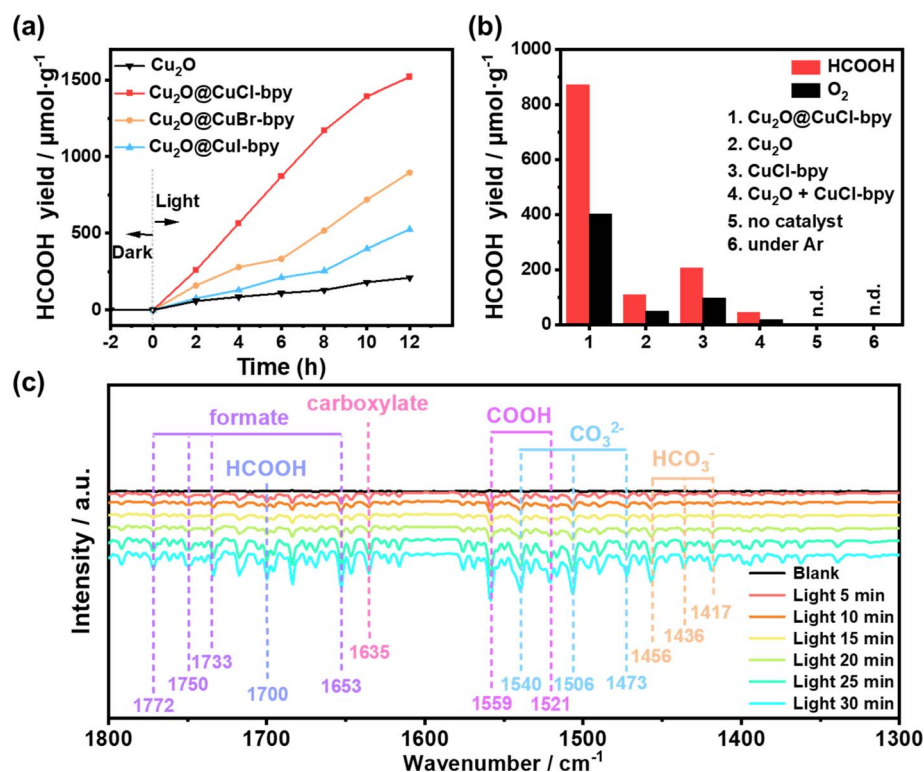 (a)
HCOOH yield / μmol·g⁻¹
1500
1000
500
0
Cu₂O
Cu₂O@CuCl-bpy
Cu₂O@CuBr-bpy
Cu₂O@CuI-bpy
Light
Dark
-2 0 2 4 6 8 10 12
Time (h)
(b)
HCOOH yield / μmol·g⁻¹
1000
800
600
400
200
0
HCOOH
O₂
1. Cu₂O@CuCl-bpy
2. Cu₂O
3. CuCl-bpy
4. Cu₂O + CuCl-bpy
5. no catalyst
6. under Ar
n.d.
n.d.
1 2 3 4 5 6
(c)
Intensity / a.u.
formate
HCOOH
carboxylate
COOH
CO₃²⁻
HCO₃⁻
1772
1750
1733
1700
1653
1635
1559
1540
1521
1506
1473
1456
1436
1417
Blank
Light 5 min
Light 10 min
Light 15 min
Light 20 min
Light 25 min
Light 30 min
1800 1700 1600 1500 1400 1300
Wavenumber / cm⁻¹